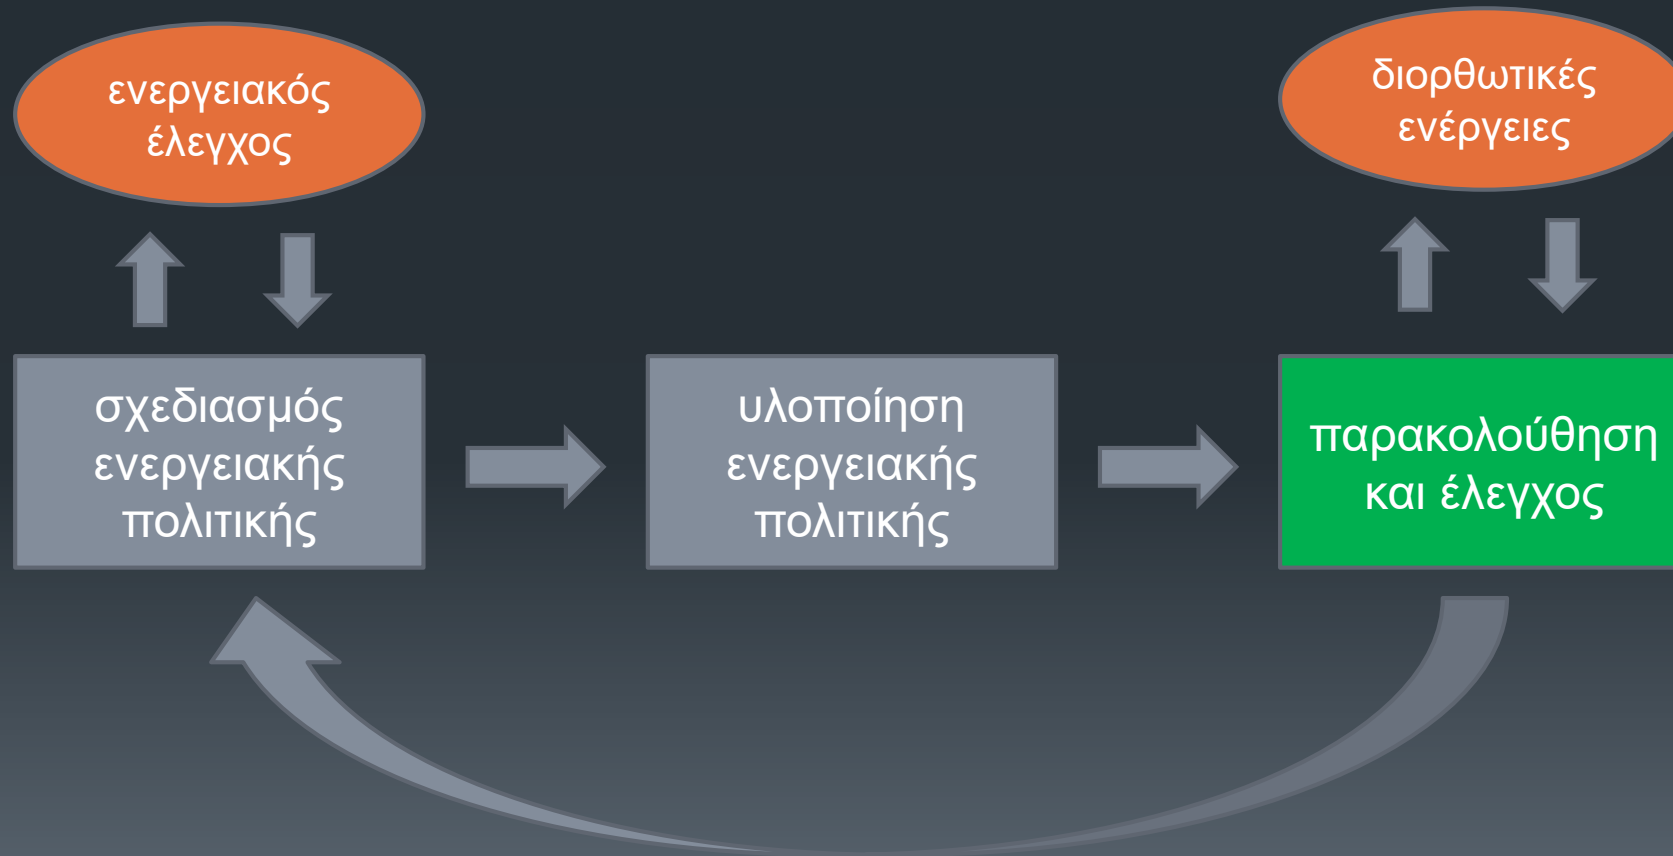 ενεργειακός
έλεγχος
διορθωτικές
ενέργειες
σχεδιασμός
ενεργειακής
πολιτικής
υλοποίηση
ενεργειακής
πολιτικής
παρακολούθηση
και έλεγχος